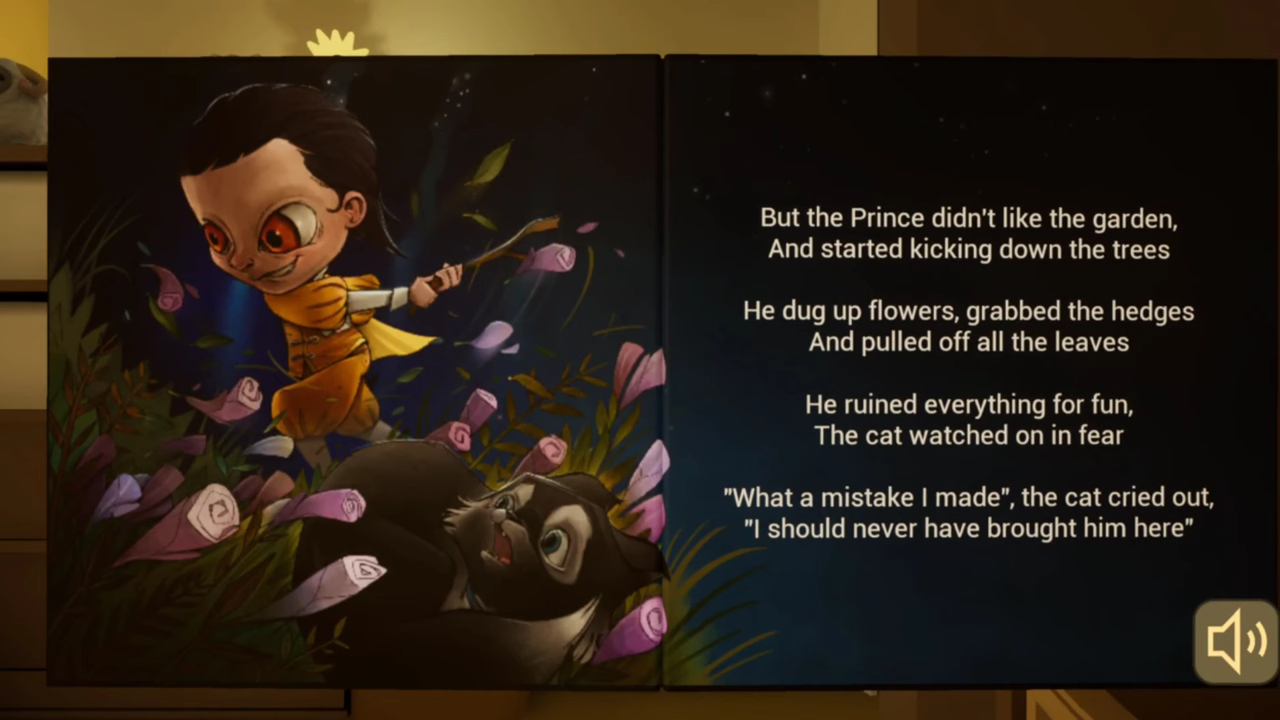 But the Prince didn't like the garden,
And started kicking down the trees
He dug up flowers, grabbed the hedges
And pulled off all the leaves
He ruined everything for fun,
The cat watched on in fear
"What a mistake I made", the cat cried out,
"I should never have brought him here"